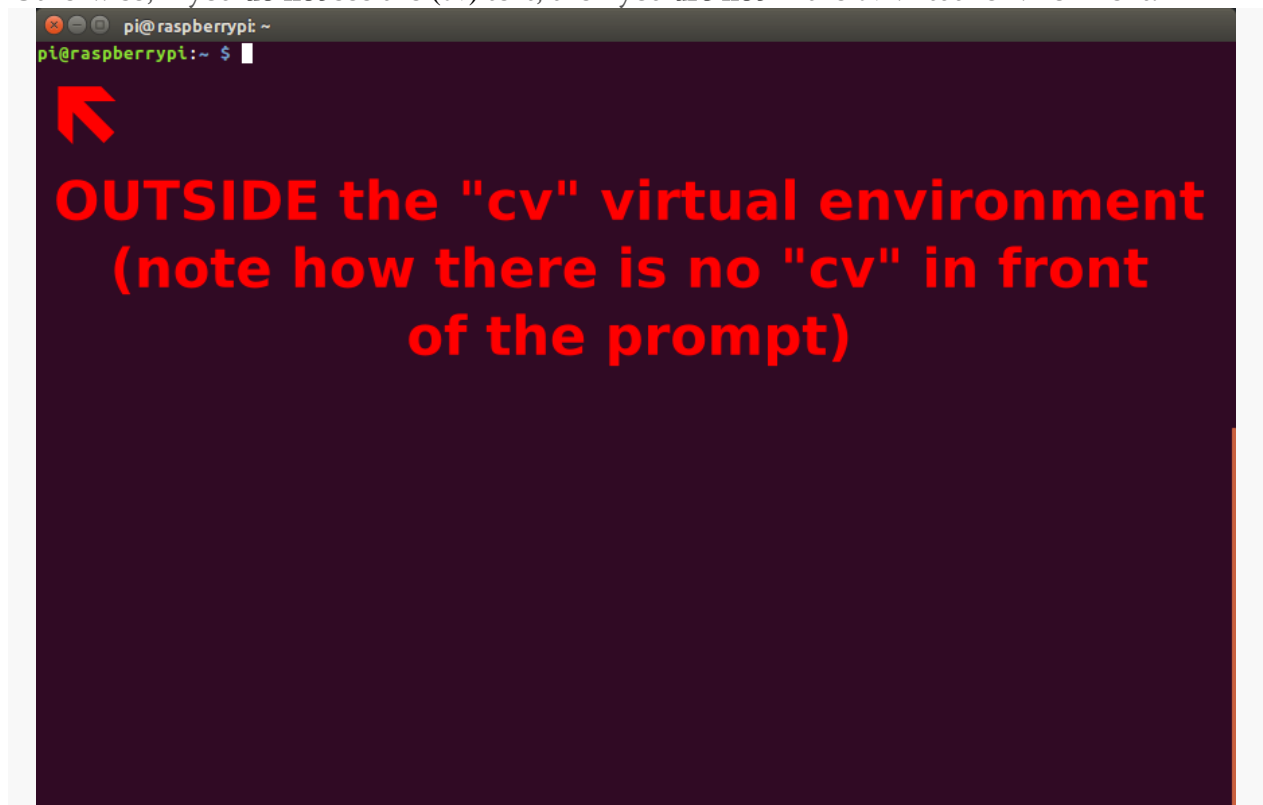 pi@raspberrypi: ~
pi@raspberrypi:~ $
OUTSIDE the "cv" virtual environment
(note how there is no "cv" in front
of the prompt)